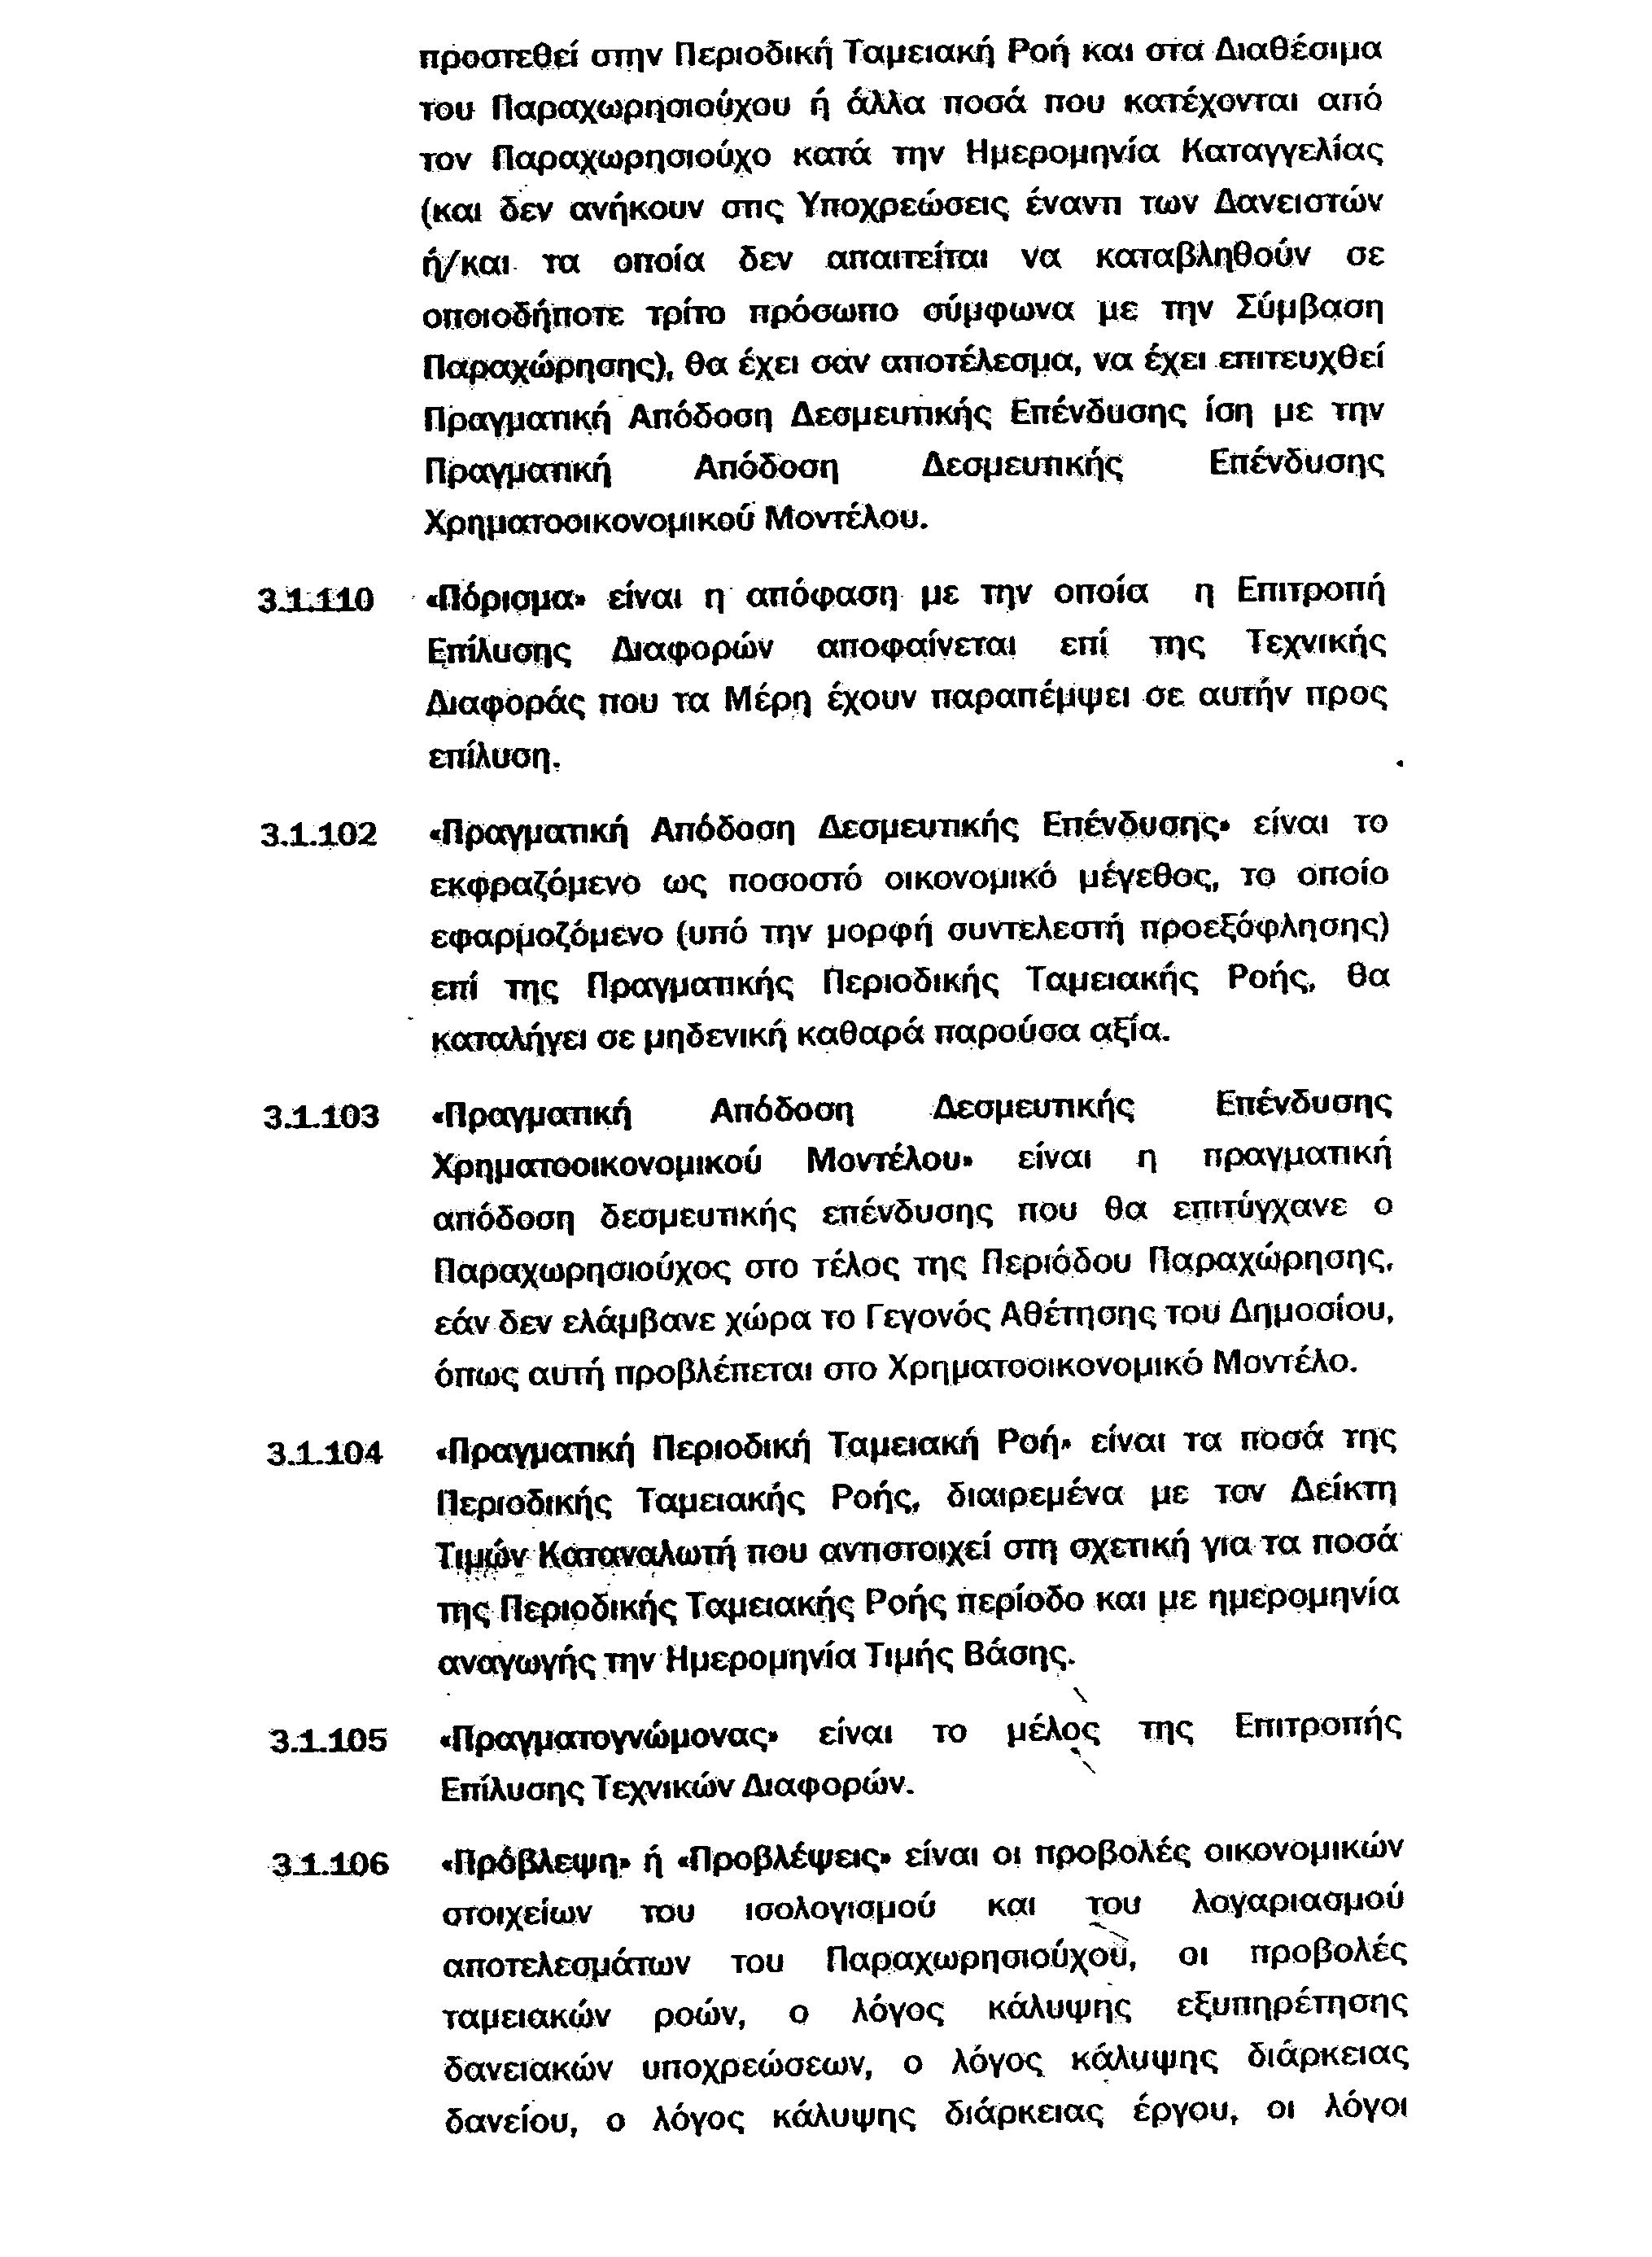 προστεθεί στην Περιοδική Ταμειακή Ροή και στα Διαθέσιμα
του Παραχωρησιούχου ή άλλα ποσά που κατέχονται από
τον Παραχωρησιούχο κατά την Ημερομηνία Καταγγελίας
(και δεν ανήκουν στις Υποχρεώσεις έναντι των Δανειστών
ή/και τα οποία δεν απαιτείται να καταβληθούν σε
οποιοδήποτε τρίτο πρόσωπο σύμφωνα με την Σύμβαση
Παραχώρησης), θα έχει σαν αποτέλεσμα, να έχει επιτευχθεί
Πραγματική Απόδοση Δεσμευτικής Επένδυσης ίση με την
Πραγματική Απόδοση Δεσμευτικής Επένδυσης
Χρηματοοικονομικού Μοντέλου.
3.1.110 «Πόρισμα» είναι η απόφαση με την οποία η Επιτροπή
Επίλυσης Διαφορών αποφαίνεται επί της Τεχνικής
Διαφοράς που τα Μέρη έχουν παραπέμψει σε αυτήν προς
επίλυση.
3.1.102 «Πραγματική Απόδοση Δεσμευτικής Επένδυσης» είναι το
εκφραζόμενο ως ποσοστό οικονομικό μέγεθος, το οποίο
εφαρμοζόμενο (υπό την μορφή συντελεστή προεξόφλησης)
επί της Πραγματικής Περιοδικής Ταμειακής Ροής, θα
καταλήγει σε μηδενική καθαρά παρούσα αξία.
3.1.103 «Πραγματική Απόδοση Δεσμευτικής Επένδυσης
Χρηματοοικονομικού Μοντέλου» είναι η πραγματική
απόδοση δεσμευτικής επένδυσης που θα επιτύγχανε ο
Παραχωρησιούχος στο τέλος της Περιόδου Παραχώρησης,
εάν δεν ελάμβανε χώρα το Γεγονός Αθέτησης του Δημοσίου,
όπως αυτή προβλέπεται στο Χρηματοοικονομικό Μοντέλο.
3.1.104 «Πραγματική Περιοδική Ταμειακή Ροή» είναι τα ποσά της
Περιοδικής Ταμειακής Ροής, διαιρεμένα με τον Δείκτη
Τιμών Καταναλωτή που αντιστοιχεί στη σχετική για τα ποσά
της Περιοδικής Ταμειακής Ροής περίοδο και με ημερομηνία
αναγωγής την Ημερομηνία Τιμής Βάσης.
3.1.105 «Πραγματογνώμονας» είναι το μέλος της Επιτροπής
Επίλυσης Τεχνικών Διαφορών.
3.1.106 «Πρόβλεψη» ή «Προβλέψεις» είναι οι προβολές οικονομικών
στοιχείων του ισολογισμού και του λογαριασμού
αποτελεσμάτων του Παραχωρησιούχου, οι προβολές
ταμειακών ροών, ο λόγος κάλυψης εξυπηρέτησης
δανειακών υποχρεώσεων, ο λόγος κάλυψης διάρκειας
δανείου, ο λόγος κάλυψης διάρκειας έργου, οι λόγοι